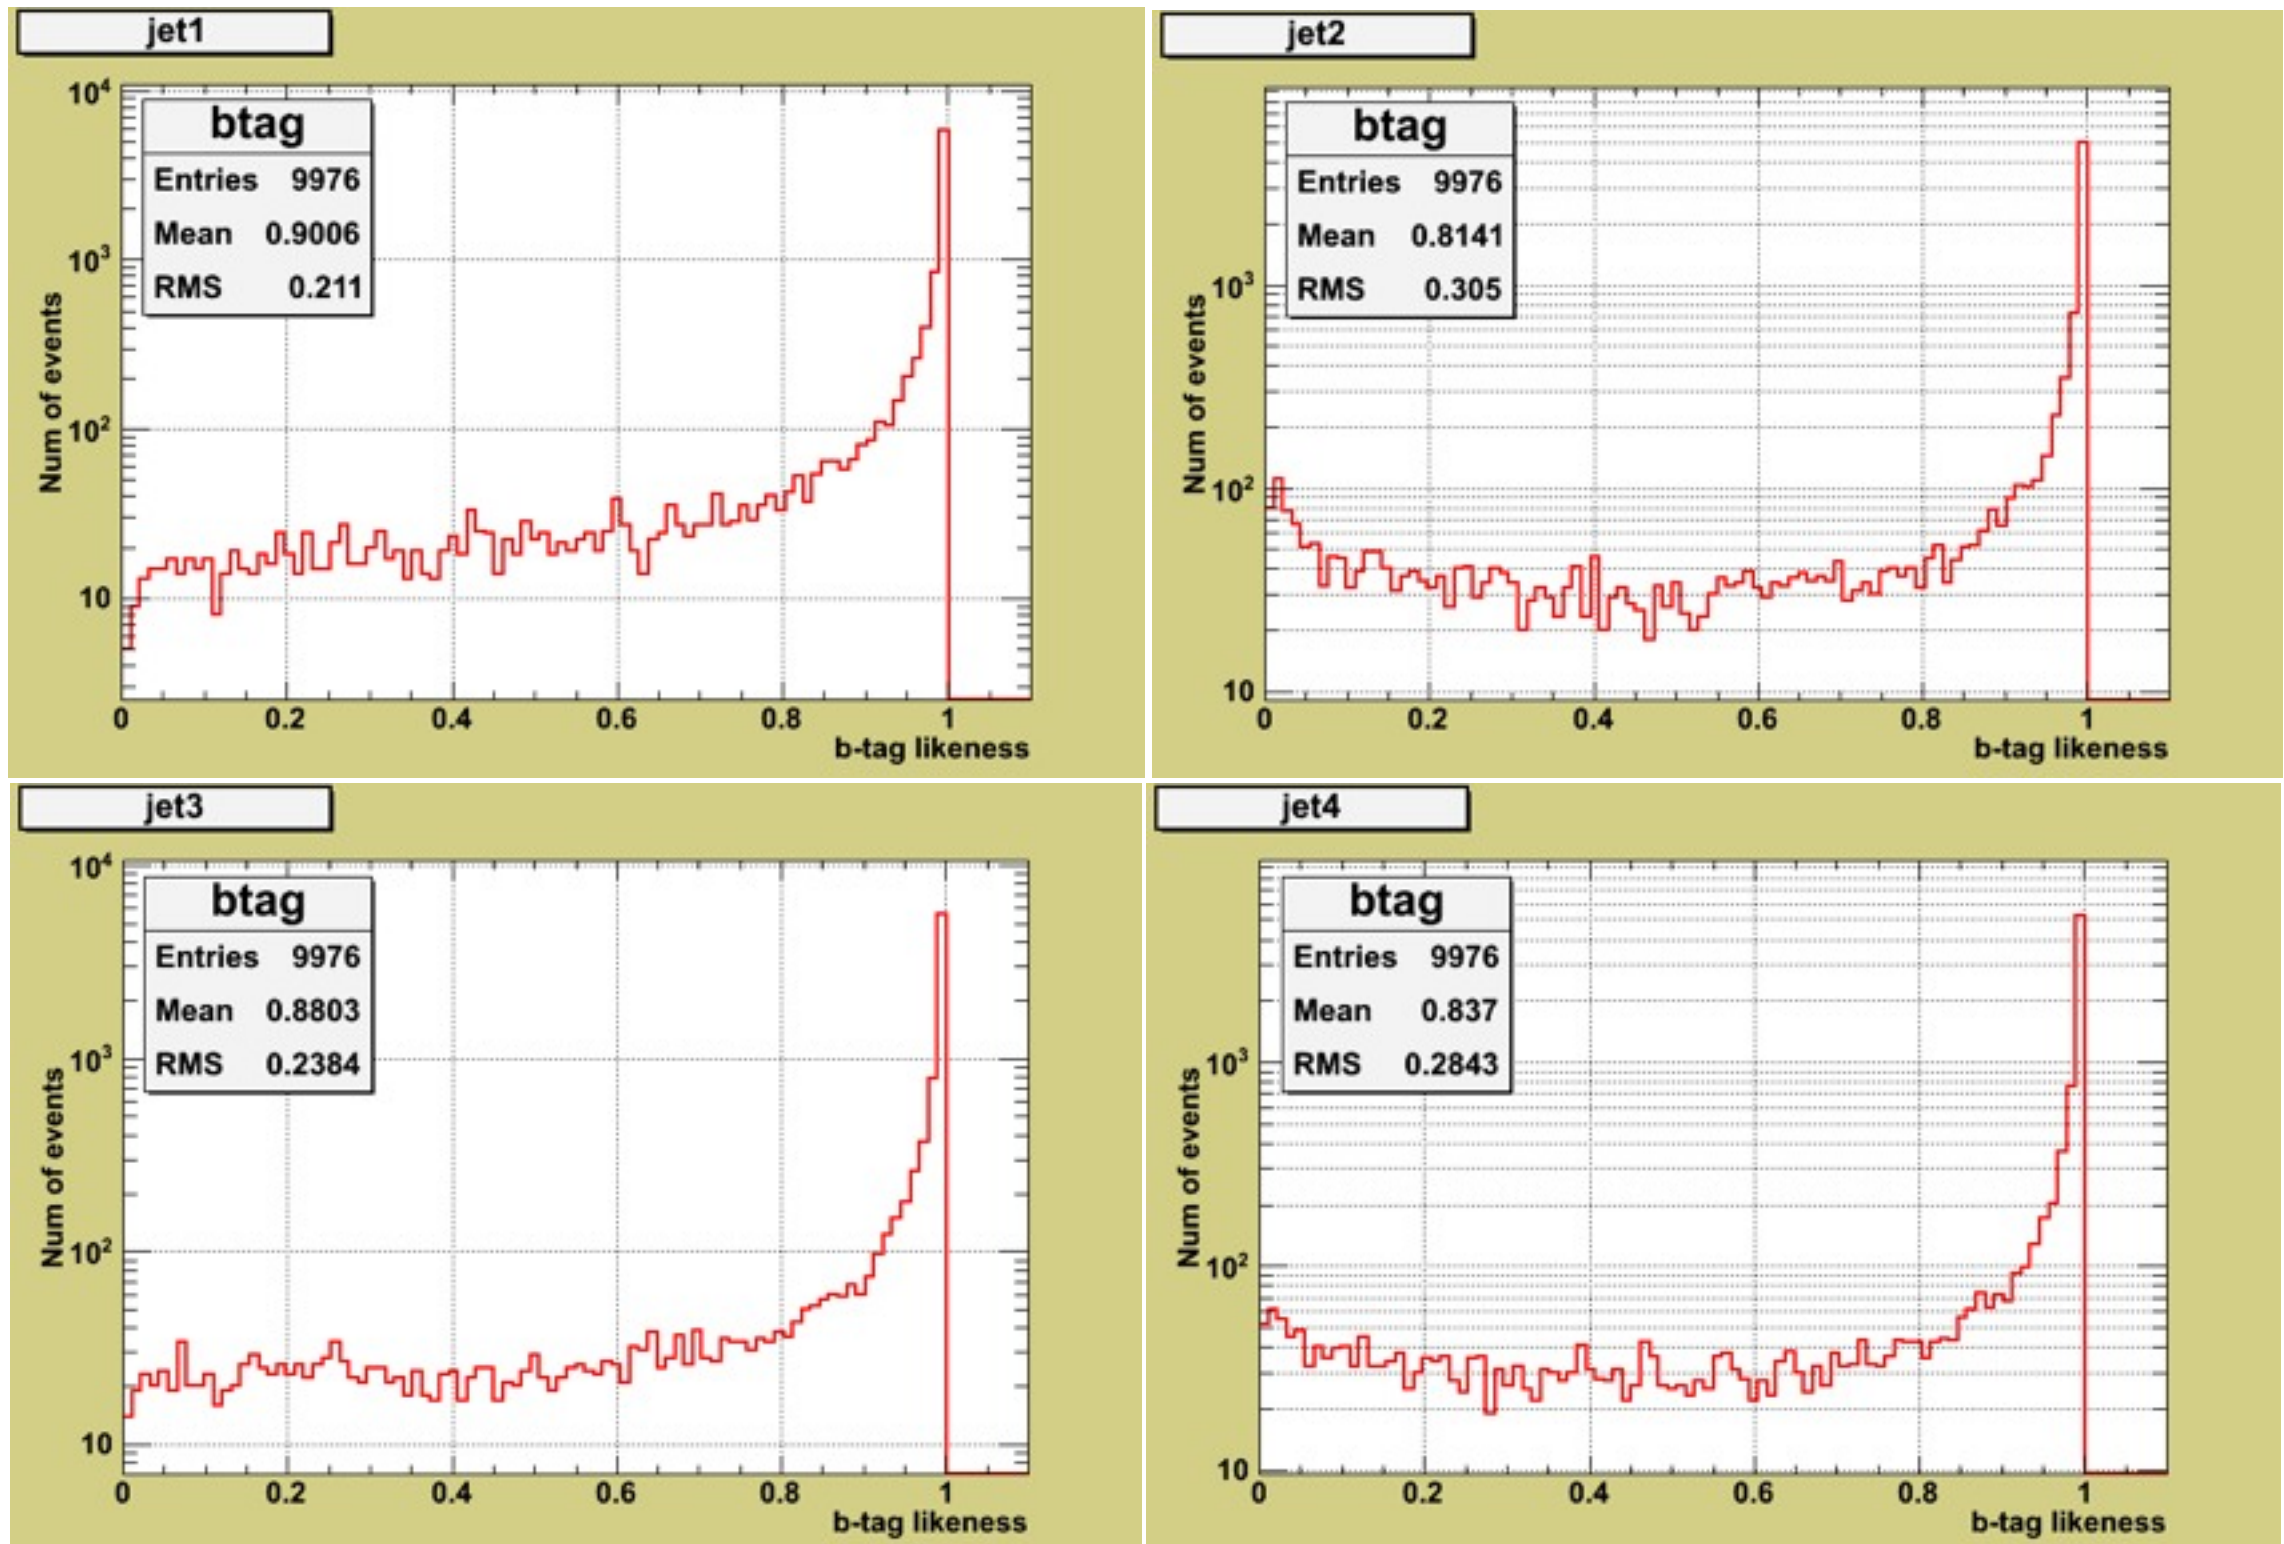 jet1
10⁴
btag
Entries 9976
Mean 0.9006
RMS 0.211
10³
10²
10
Num of events
0 0.2 0.4 0.6 0.8 1
b-tag likeness
jet2
btag
Entries 9976
Mean 0.8141
RMS 0.305
10³
10²
10
Num of events
0 0.2 0.4 0.6 0.8 1
b-tag likeness
jet3
10⁴
btag
Entries 9976
Mean 0.8803
RMS 0.2384
10³
10²
10
Num of events
0 0.2 0.4 0.6 0.8 1
b-tag likeness
jet4
btag
Entries 9976
Mean 0.837
RMS 0.2843
10³
10²
10
Num of events
0 0.2 0.4 0.6 0.8 1
b-tag likeness